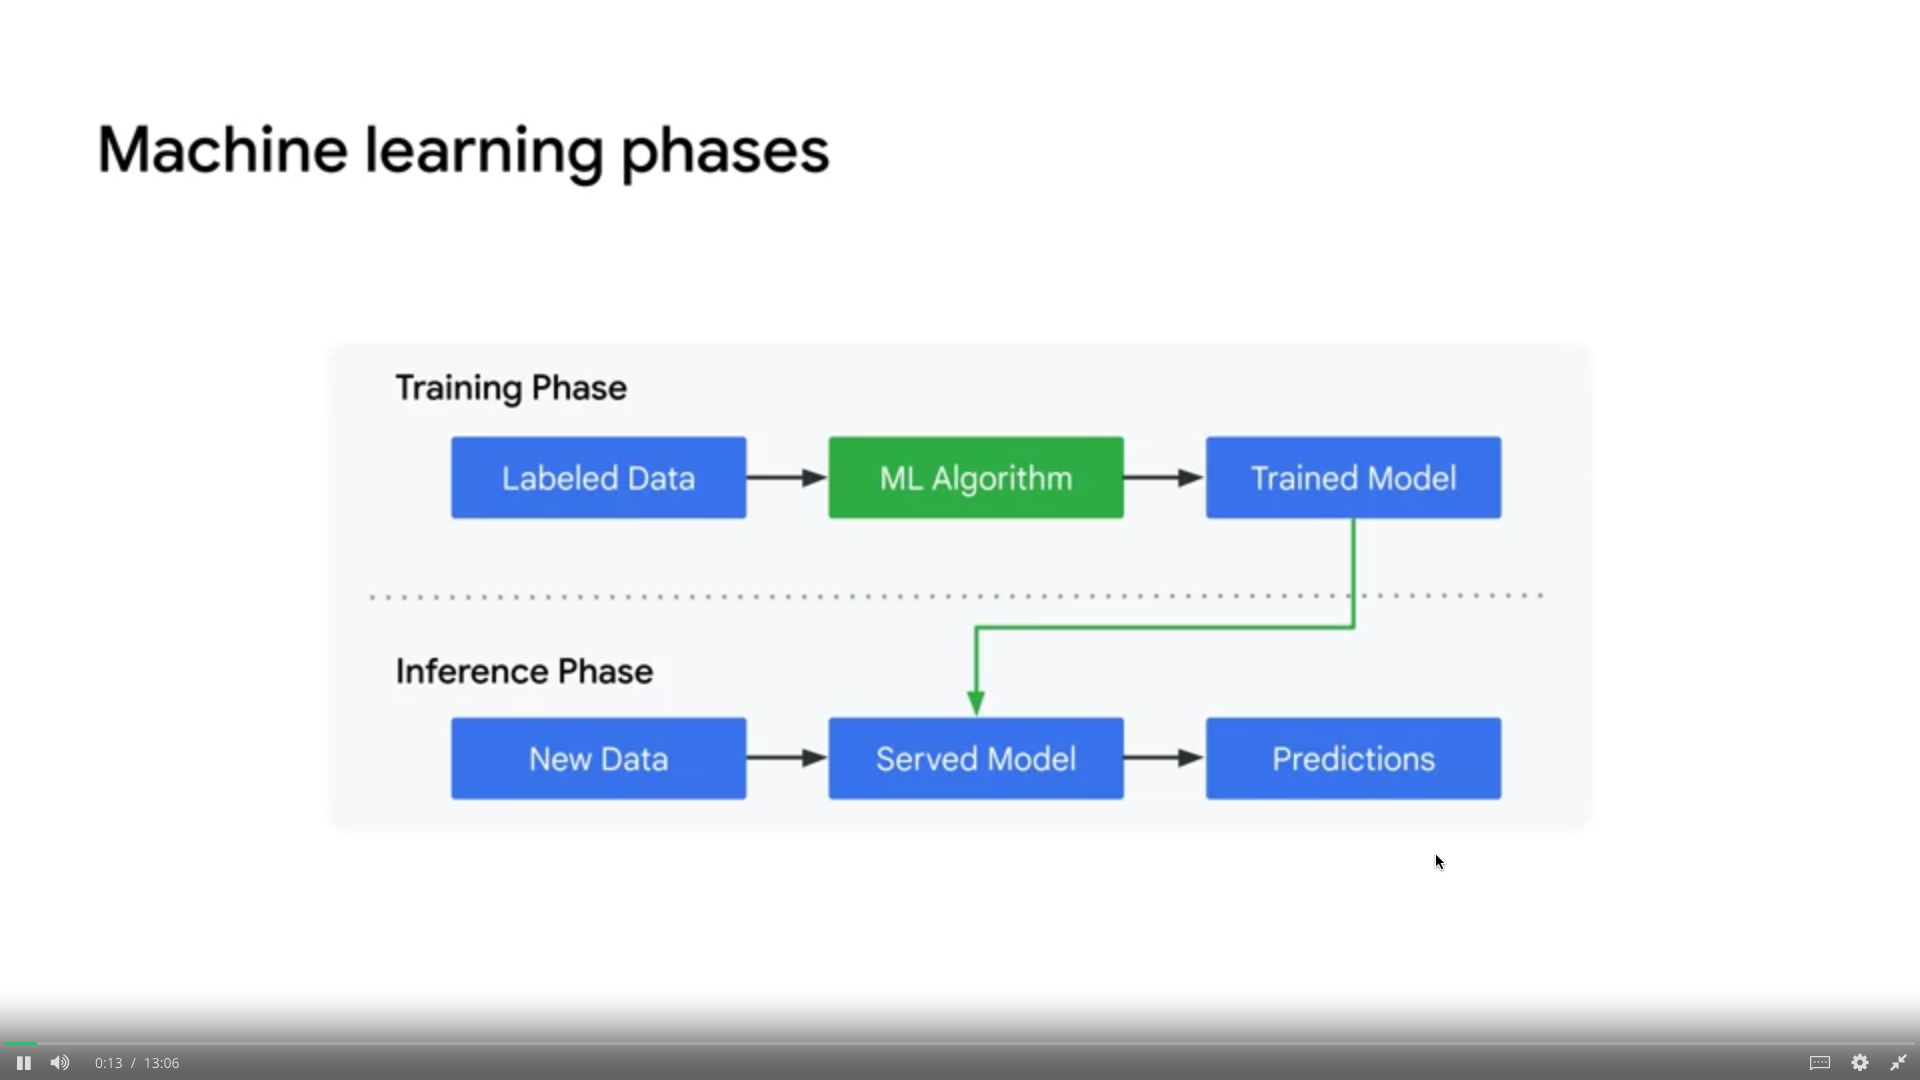 Machine learning phases
Training Phase
Labeled Data
ML Algorithm
Trained Model
Inference Phase
New Data
Served Model
Predictions
0:13 / 13:06